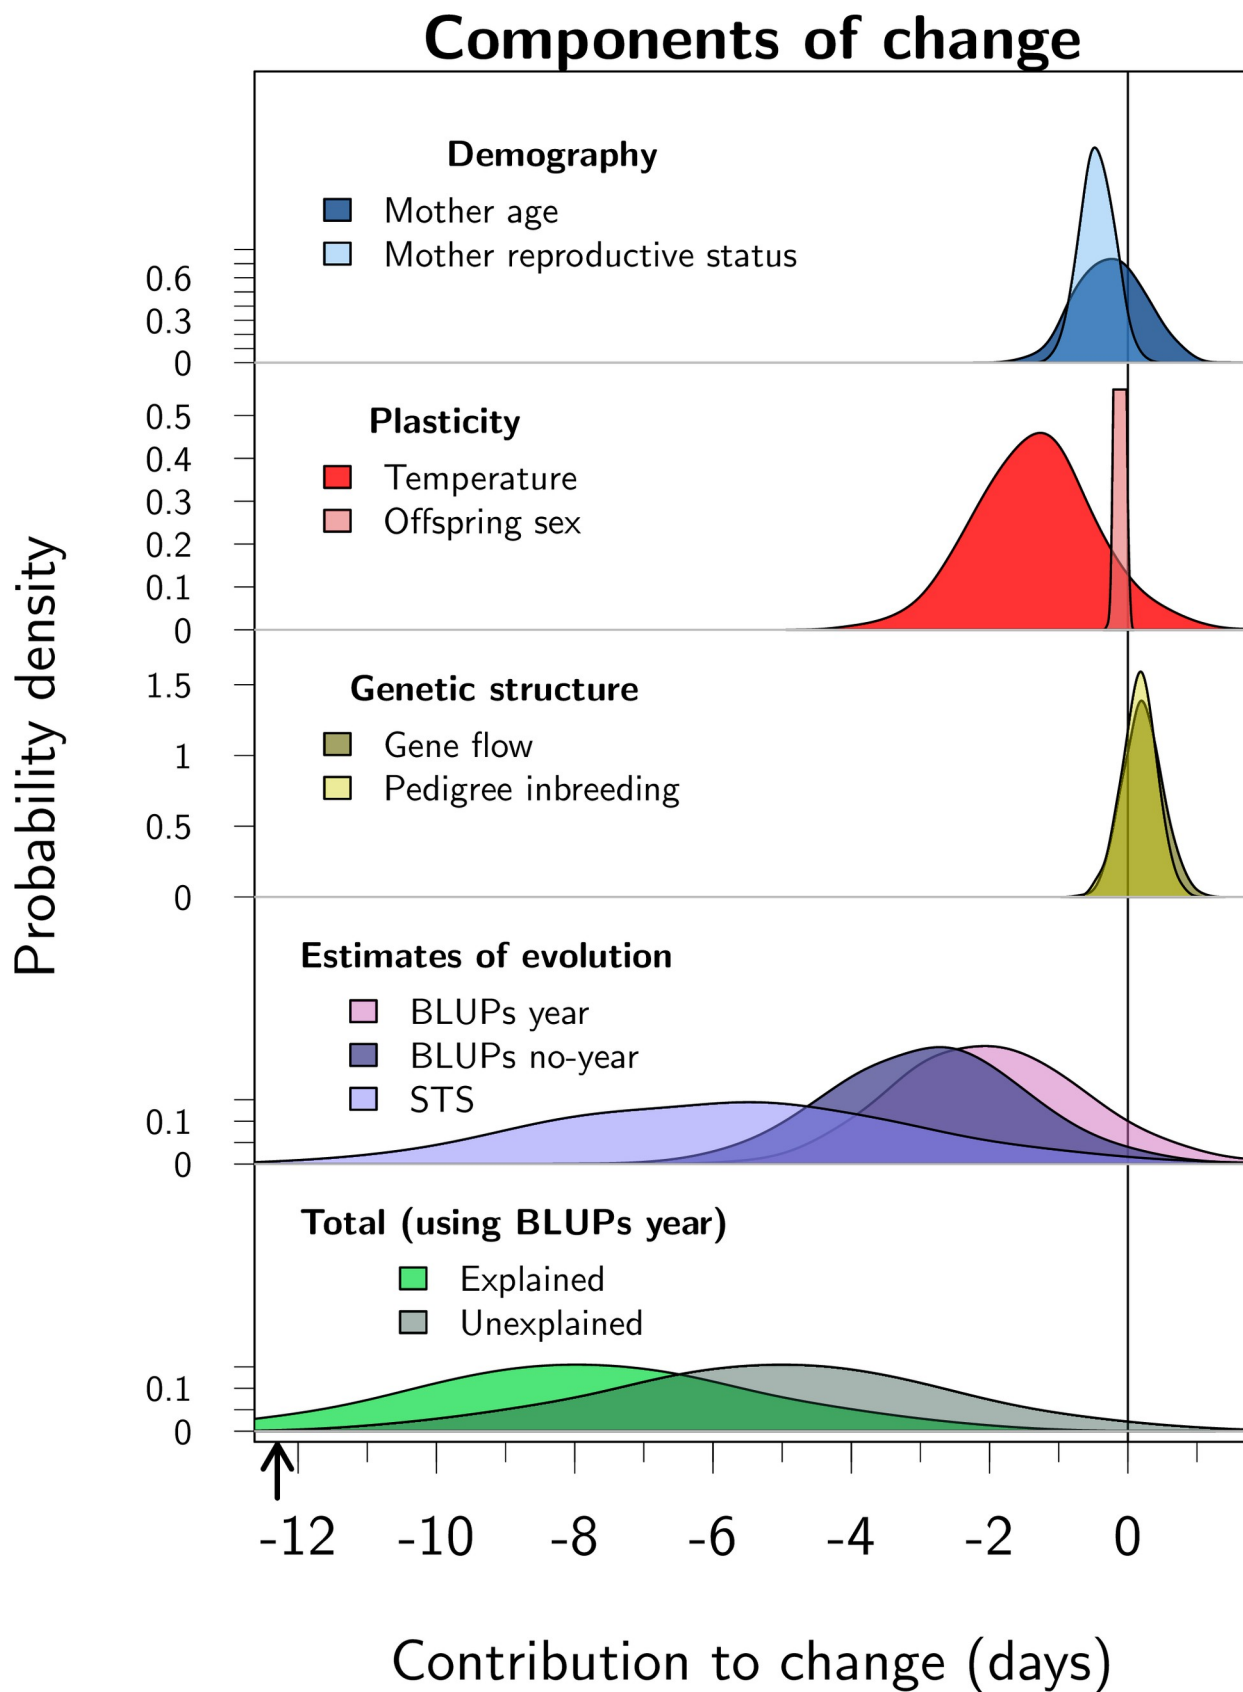 Components of change
Demography
Mother age
Mother reproductive status
0.6
0.3
0
Plasticity
Temperature
Offspring sex
0.5
0.4
0.3
0.2
0.1
0
Genetic structure
Gene flow
Pedigree inbreeding
1.5
1
0.5
0
Estimates of evolution
BLUPs year
BLUPs no-year
STS
0.1
0
Total (using BLUPs year)
Explained
Unexplained
0.1
0
Probability density
-12 -10 -8 -6 -4 -2 0
Contribution to change (days)